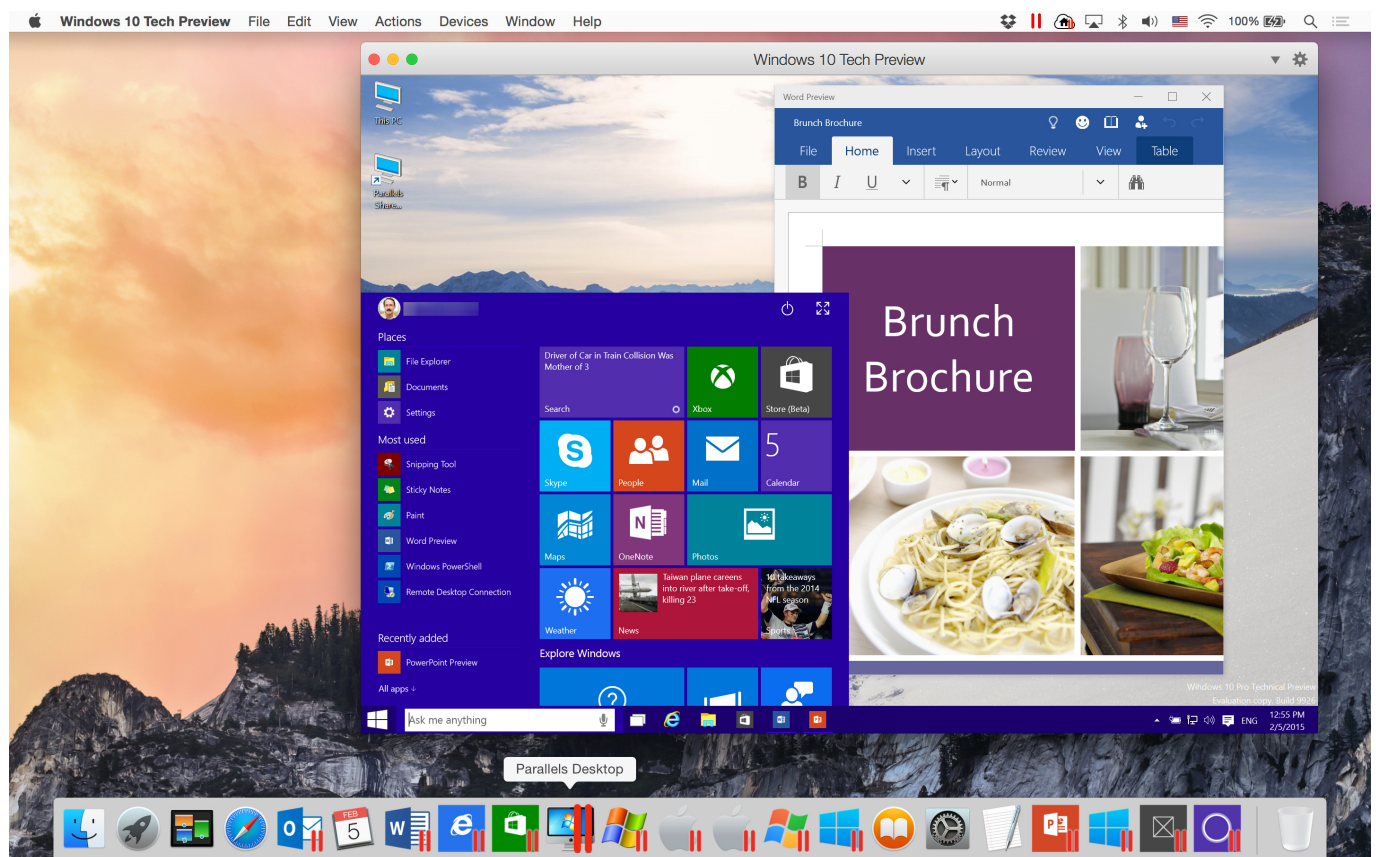 Windows 10 Tech Preview File Edit View Actions Devices Window Help 100%
Windows 10 Tech Preview
This PC
Parallels
Share...
Word Preview
Brunch Brochure
File Home Insert Layout Review View Table
B I U Normal
Brunch
Brochure
Places
File Explorer
Documents
Settings
Most used
Snipping Tool
Sticky Notes
Paint
Word Preview
Windows PowerShell
Remote Desktop Connection
Recently added
PowerPoint Preview
All apps
Driver of Car in Train Collision Was
Mother of 3
Search
Xbox
Store (Beta)
Skype
People
Mail
5
Calendar
Maps
OneNote
Photos
Weather
Taiwan plane careens
into river after take-off,
killing 23
News
10 takeaways
from the 2014
NFL season
Sports
Explore Windows
Windows 10 Pro Technical Preview
Evaluation copy. Build 9926
Ask me anything
ENG
12:55 PM
2/5/2015
Parallels Desktop
FEB
5